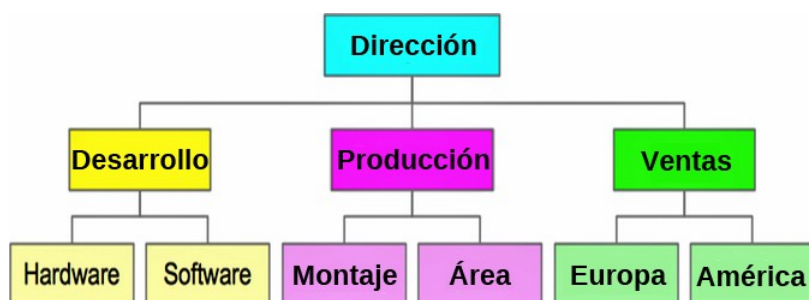 Dirección
Desarrollo Producción Ventas
Hardware Software Montaje Área Europa América